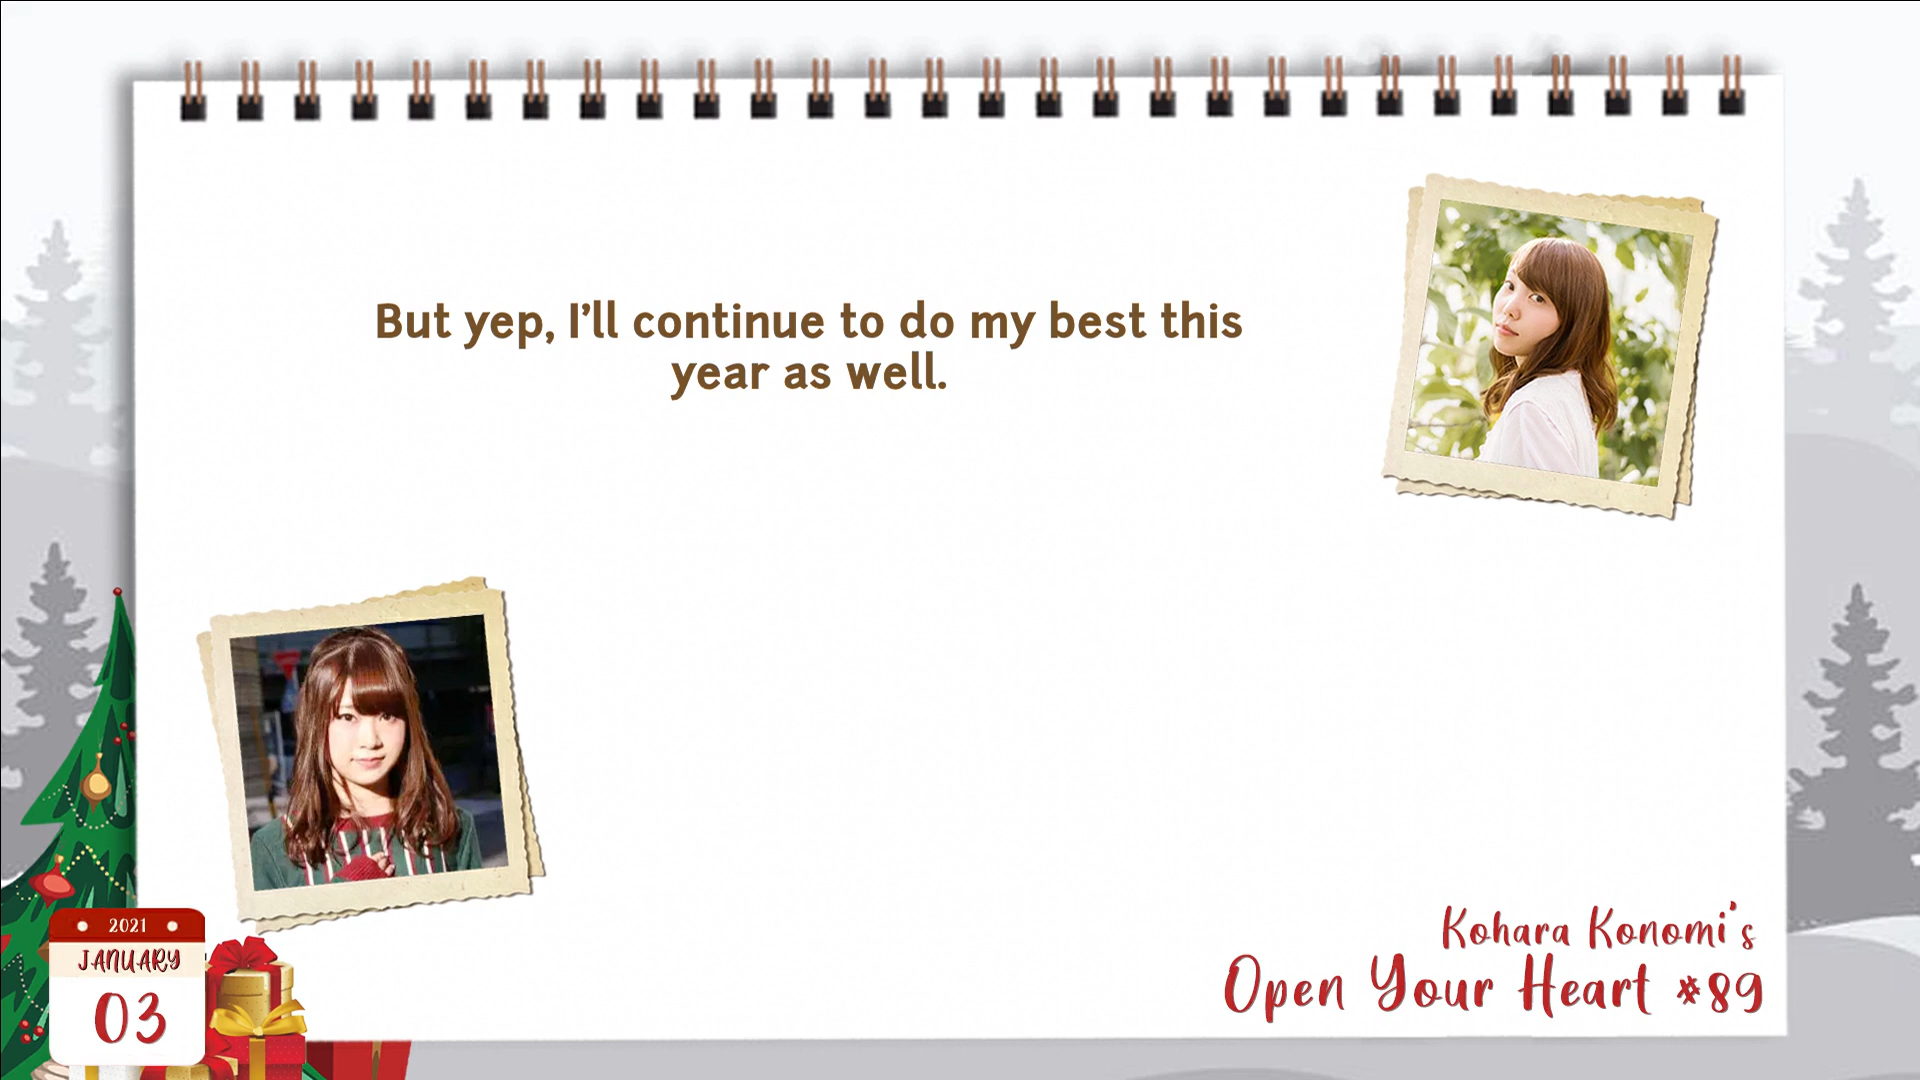 But yep, I'll continue to do my best this
year as well.
2021
JANUARY
03
Kohara Konomi's
Open Your Heart #89